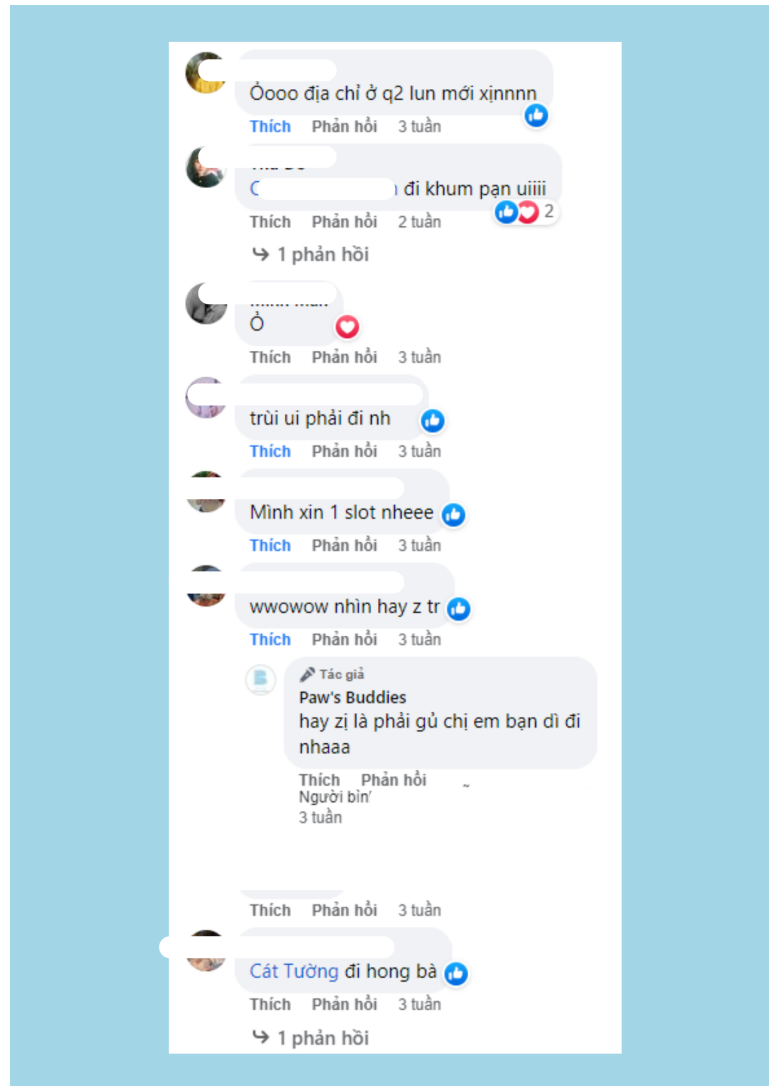 Ỏooo địa chỉ ở q2 lun mới xịnnnn
Thích Phản hồi 3 tuần
đi khum pạn uiiii
2
Thích Phản hồi 2 tuần
1 phản hồi
Ỏ
Thích Phản hồi 3 tuần
trùi ui phải đi nh
Thích Phản hồi 3 tuần
Mình xin 1 slot nheee
Thích Phản hồi 3 tuần
wwowow nhìn hay z tr
Thích Phản hồi 3 tuần
Tác giả
Paw's Buddies
hay zị là phải gủ chị em bạn dì đi
nhaaa
Thích Phản hồi
Người bìn
3 tuần
Thích Phản hồi 3 tuần
Cát Tường đi hong bà
Thích Phản hồi 3 tuần
1 phản hồi